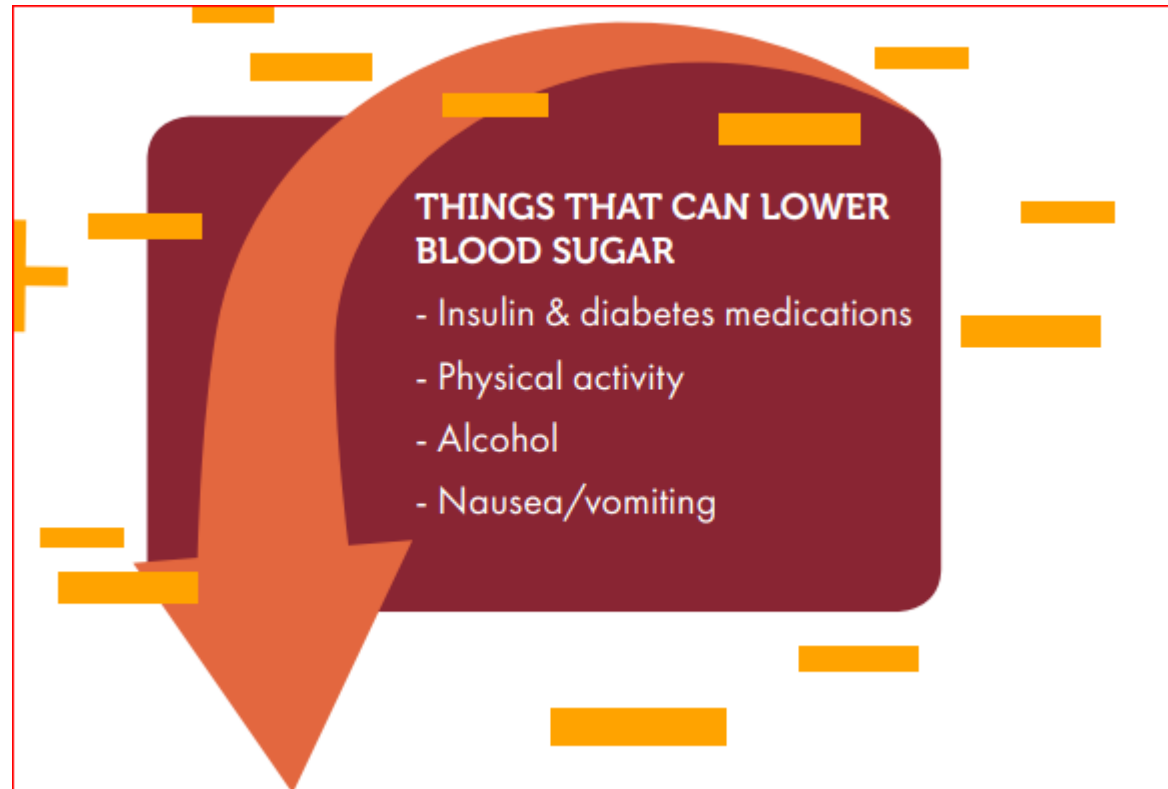 THINGS THAT CAN LOWER
BLOOD SUGAR
- Insulin & diabetes medications
- Physical activity
- Alcohol
- Nausea/vomiting